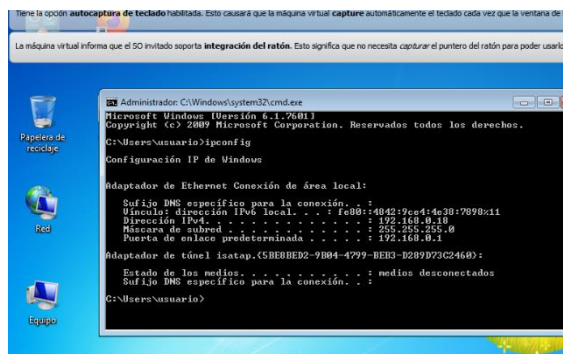 Tiene la opción autocaptura de teclado habilitada. Esto causará que la máquina virtual capture automáticamente el teclado cada vez que la ventana de
La máquina virtual informa que el SO invitado soporta integración del ratón. Esto significa que no necesita capturar el puntero del ratón para poder usarlo
Papelera de
reciclaje
Red
Equipo
Administrador: C:\Windows\system32\cmd.exe
Microsoft Windows [Versión 6.1.7601]
Copyright (c) 2009 Microsoft Corporation. Reservados todos los derechos.
C:\Users\usuario>ipconfig
Configuración IP de Windows
Adaptador de Ethernet Conexión de área local:
Sufijo DNS específico para la conexión. . :
Vínculo: dirección IPv6 local. . . : fe80::4842:9ce4:4e38:7898%11
Dirección IPv4. . . . . . . . . . . . . . : 192.168.0.18
Máscara de subred . . . . . . . . . . . . : 255.255.255.0
Puerta de enlace predeterminada . . . . . : 192.168.0.1
Adaptador de túnel isatap.{5BE8BED2-9B04-4799-BEB3-D289D73C2460}:
Estado de los medios. . . . . . . . . . . : medios desconectados
Sufijo DNS específico para la conexión. . :
C:\Users\usuario>